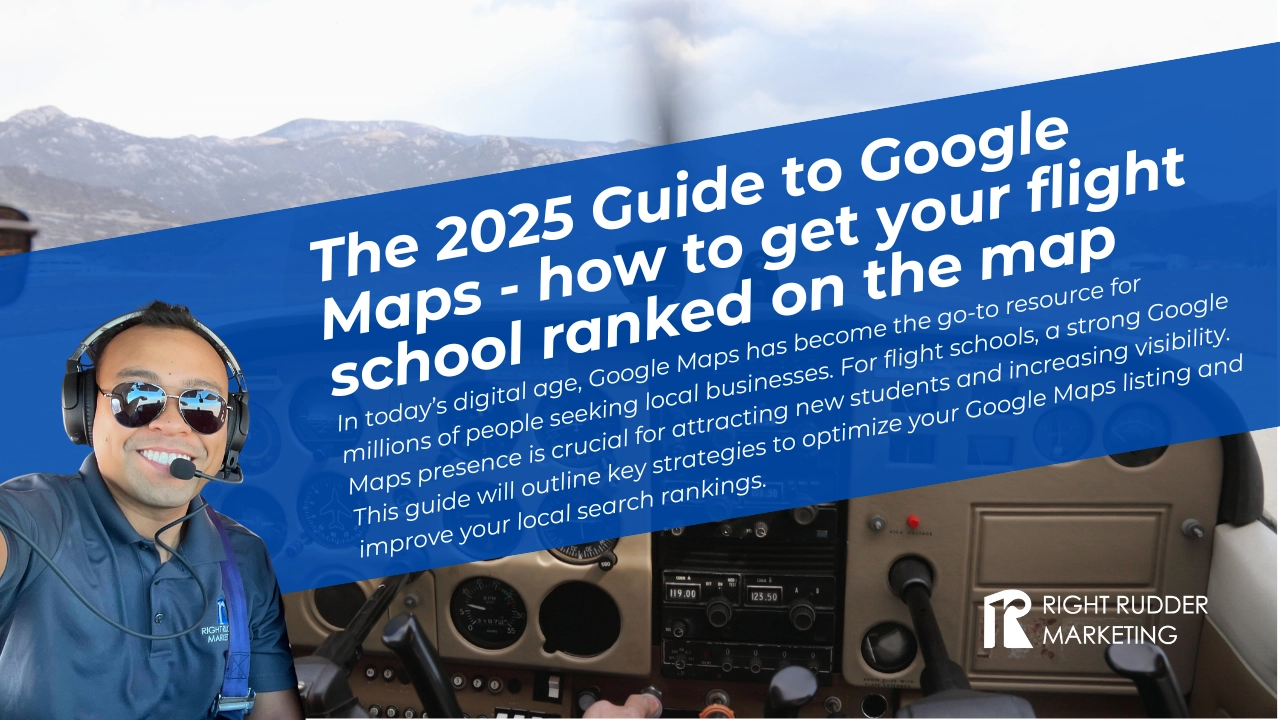 The 2025 Guide to Google
Maps - how to get your flight
school ranked on the map
In today’s digital age, Google Maps has become the go-to resource for
millions of people seeking local businesses. For flight schools, a strong Google
Maps presence is crucial for attracting new students and increasing visibility.
This guide will outline key strategies to optimize your Google Maps listing and
improve your local search rankings.
RIGHT RUDDER
MARKETING
119.00
123.50
RPM